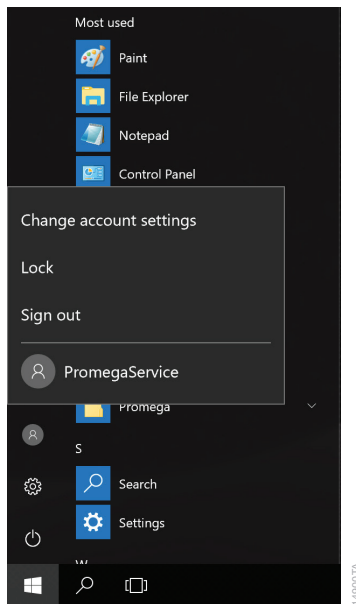 Most used
Paint
File Explorer
Notepad
Control Panel
Change account settings
Lock
Sign out
PromegaService
Promega
S
Search
Settings
W